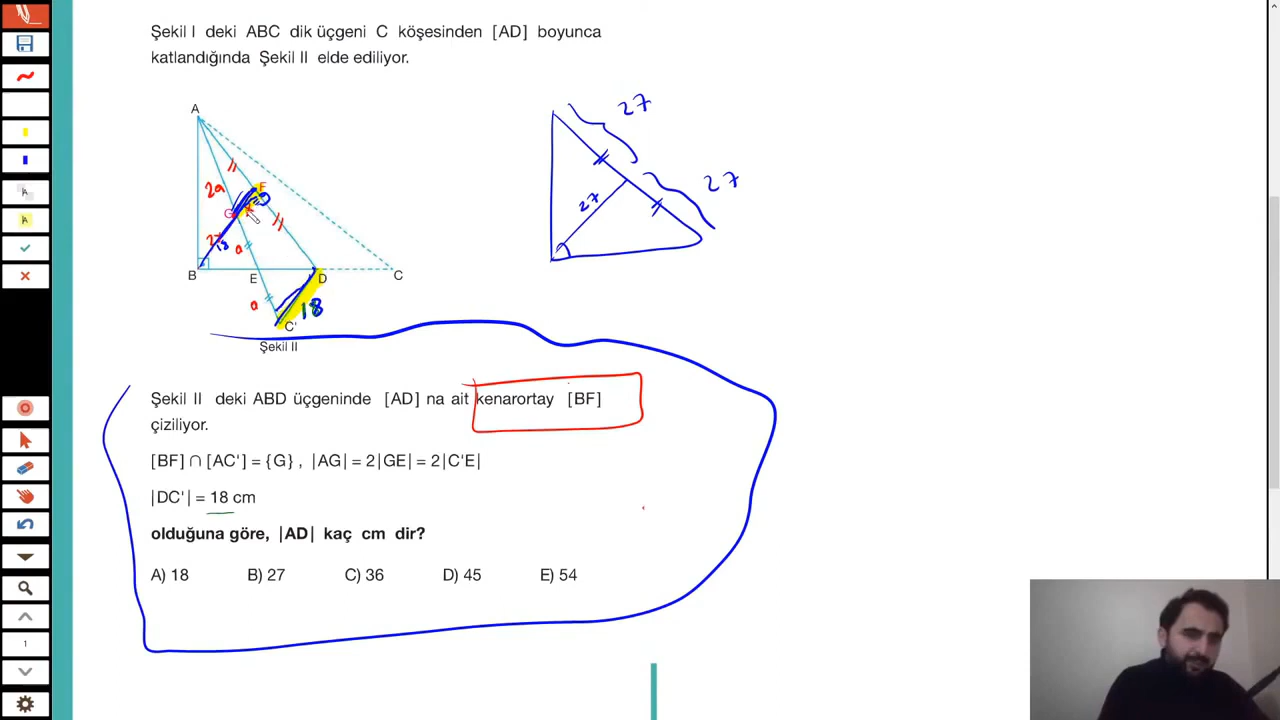 Şekil I deki ABC dik üçgeni C köşesinden [AD] boyunca
katlandığında Şekil II elde ediliyor.
A
27
27
2a
F
27
G
18
a
B
E
D
C
a
18
C'
Şekil II
Şekil II deki ABD üçgeninde [AD] na ait kenarortay [BF]
çiziliyor.
[BF] ∩ [AC'] = {G} , |AG| = 2|GE| = 2|C'E|
|DC'| = 18 cm
olduğuna göre, |AD| kaç cm dir?
A) 18 B) 27 C) 36 D) 45 E) 54
1